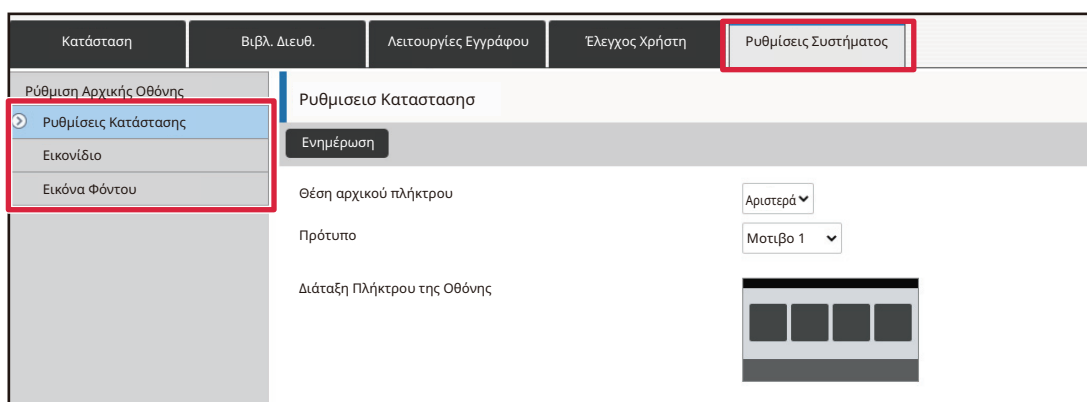 Κατάσταση
Βιβλ. Διευθ.
Λειτουργίες Εγγράφου
Έλεγχος Χρήστη
Ρυθμίσεις Συστήματος
Ρύθμιση Αρχικής Οθόνης
Ρυθμίσεις Κατάστασης
Εικονίδιο
Εικόνα Φόντου
Ρυθμισεισ Καταστασησ
Ενημέρωση
Θέση αρχικού πλήκτρου
Αριστερά
Πρότυπο
Μοτιβο 1
Διάταξη Πλήκτρου της Οθόνης